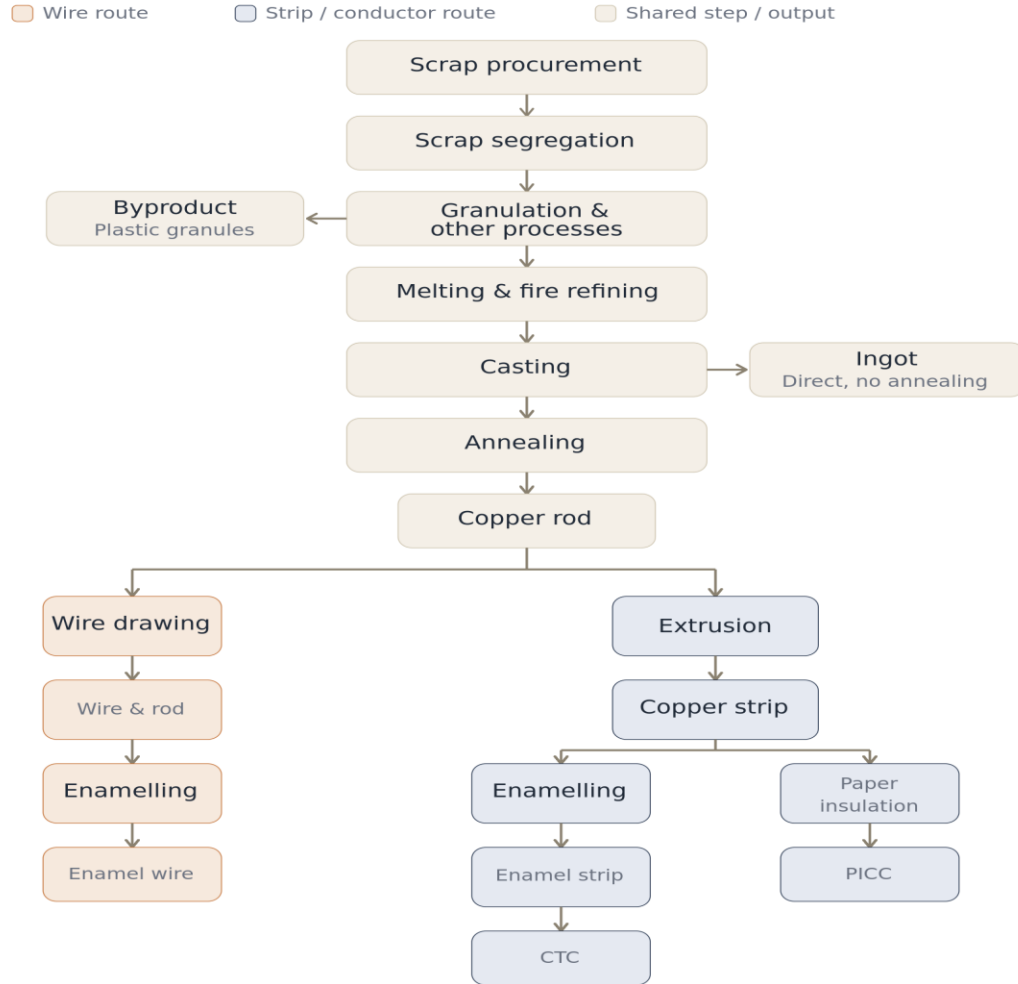 Wire route
Strip / conductor route
Shared step / output
Scrap procurement
Scrap segregation
Byproduct
Plastic granules
Granulation &
other processes
Melting & fire refining
Casting
Ingot
Direct, no annealing
Annealing
Copper rod
Wire drawing
Extrusion
Wire & rod
Copper strip
Enamelling
Enamelling
Paper
insulation
Enamel wire
Enamel strip
PICC
CTC